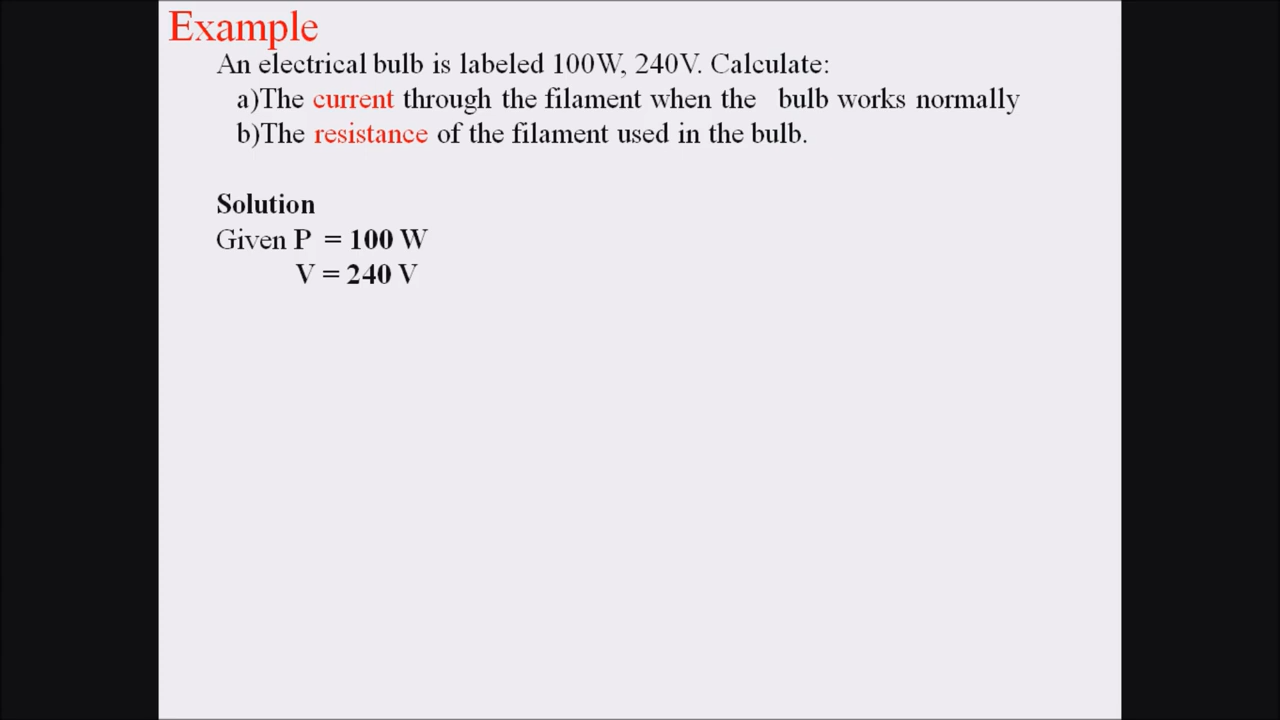 Example
An electrical bulb is labeled 100W, 240V. Calculate:
a)The current through the filament when the bulb works normally
b)The resistance of the filament used in the bulb.
Solution
Given P = 100 W
V = 240 V